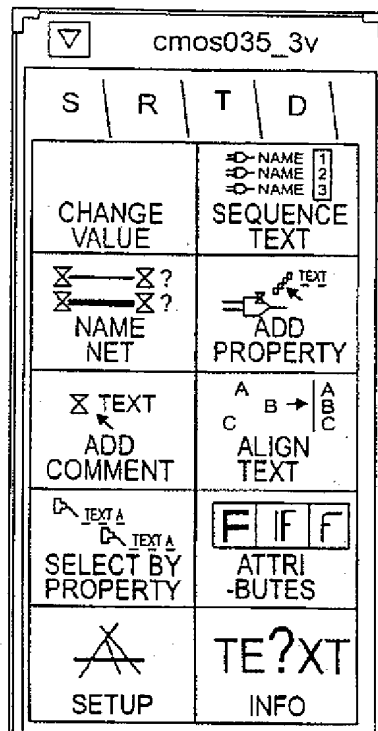 cmos035_3v
S R T D
CHANGE
VALUE
NAME 1
NAME 2
NAME 3
SEQUENCE
TEXT
?
?
NAME
NET
TEXT
ADD
PROPERTY
TEXT
ADD
COMMENT
A A
B B
C C
ALIGN
TEXT
TEXT A
TEXT A
SELECT BY
PROPERTY
F F F
ATTRI
-BUTES
SETUP
TE?XT
INFO